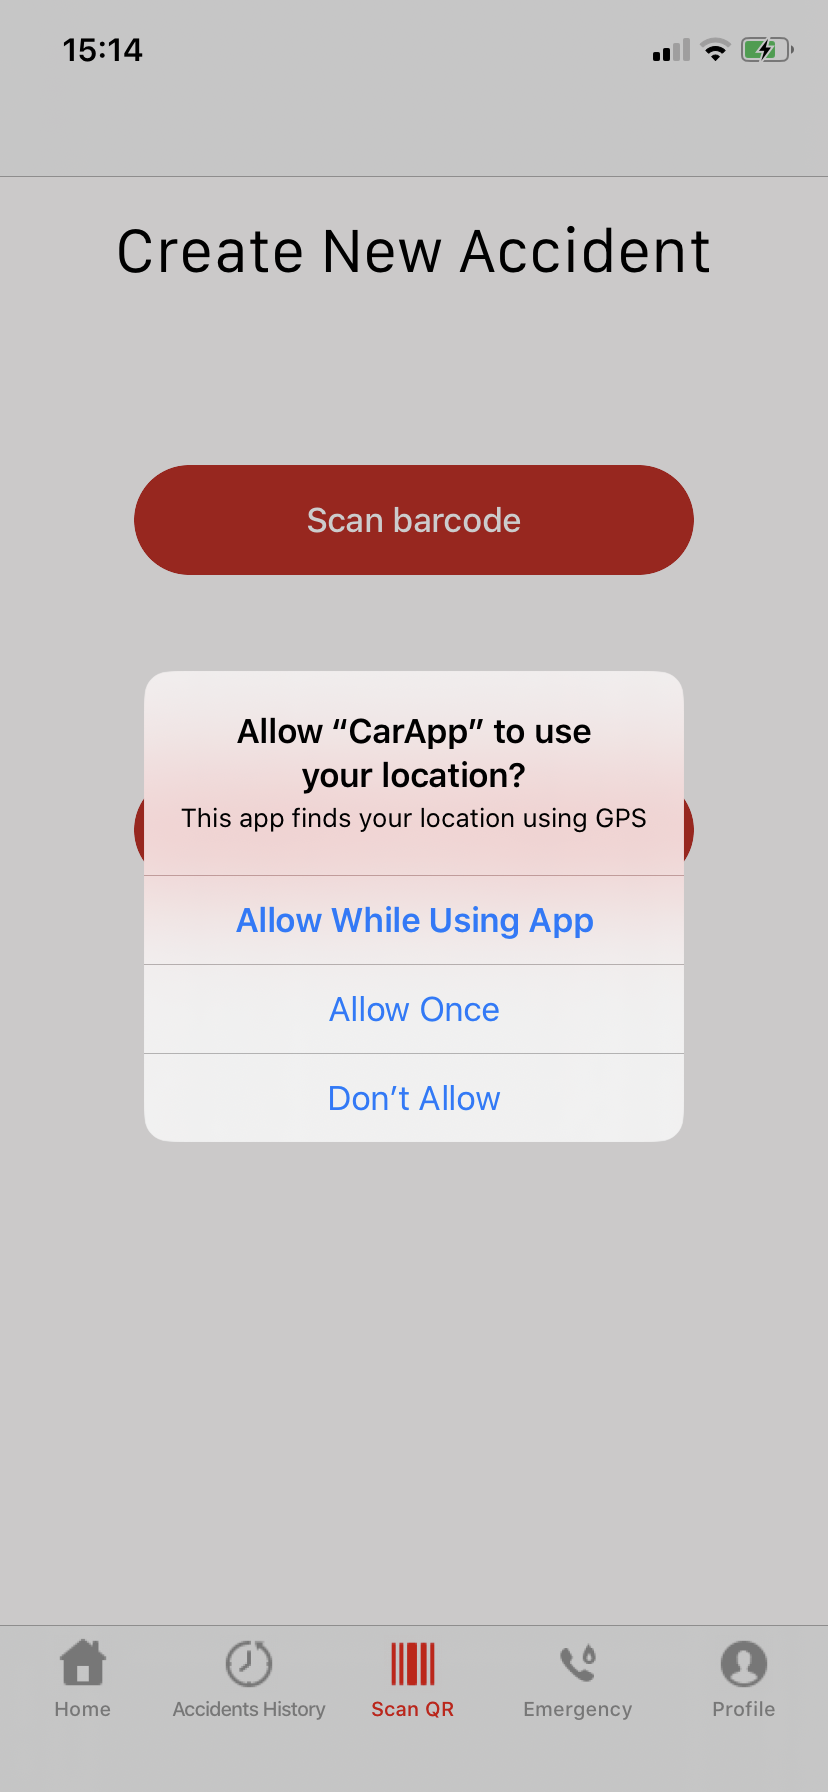 15:14
Create New Accident
Scan barcode
Allow “CarApp” to use
your location?
This app finds your location using GPS
Allow While Using App
Allow Once
Don’t Allow
Home
Accidents History
Scan QR
Emergency
Profile